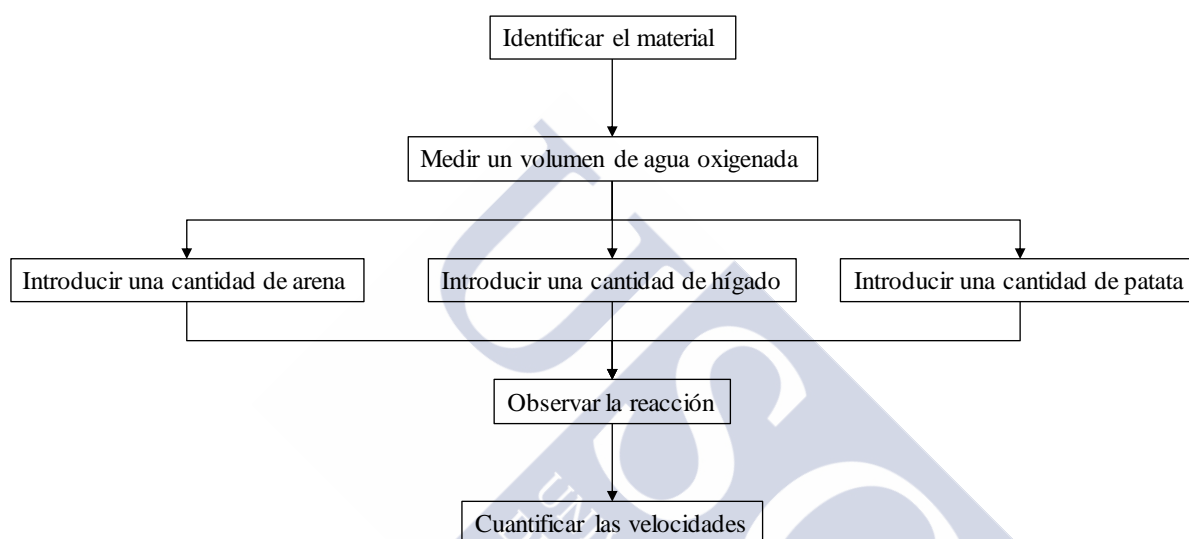 Identificar el material
Medir un volumen de agua oxigenada
Introducir una cantidad de arena
Introducir una cantidad de hígado
Introducir una cantidad de patata
Observar la reacción
Cuantificar las velocidades
USC